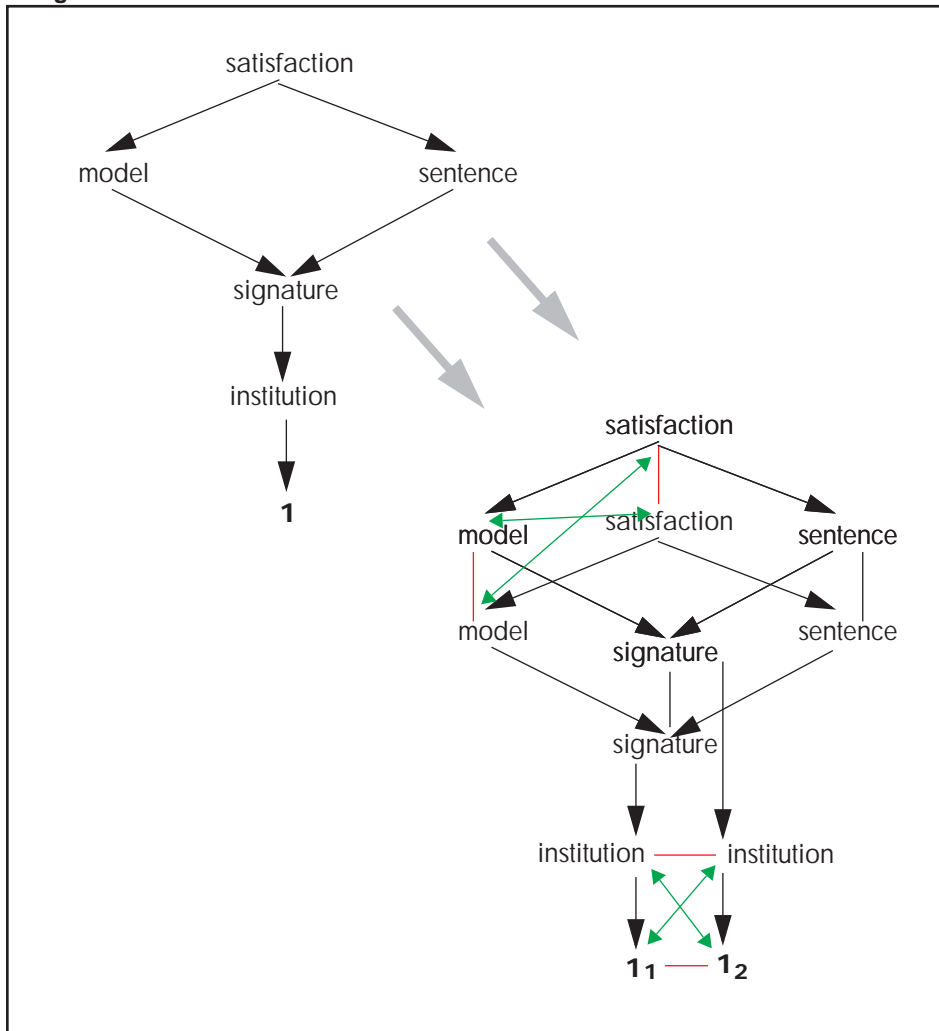 satisfaction
model sentence
signature
institution
1
satisfaction
satisfaction
model sentence
model sentence
signature
signature
institution institution
1₁ 1₂